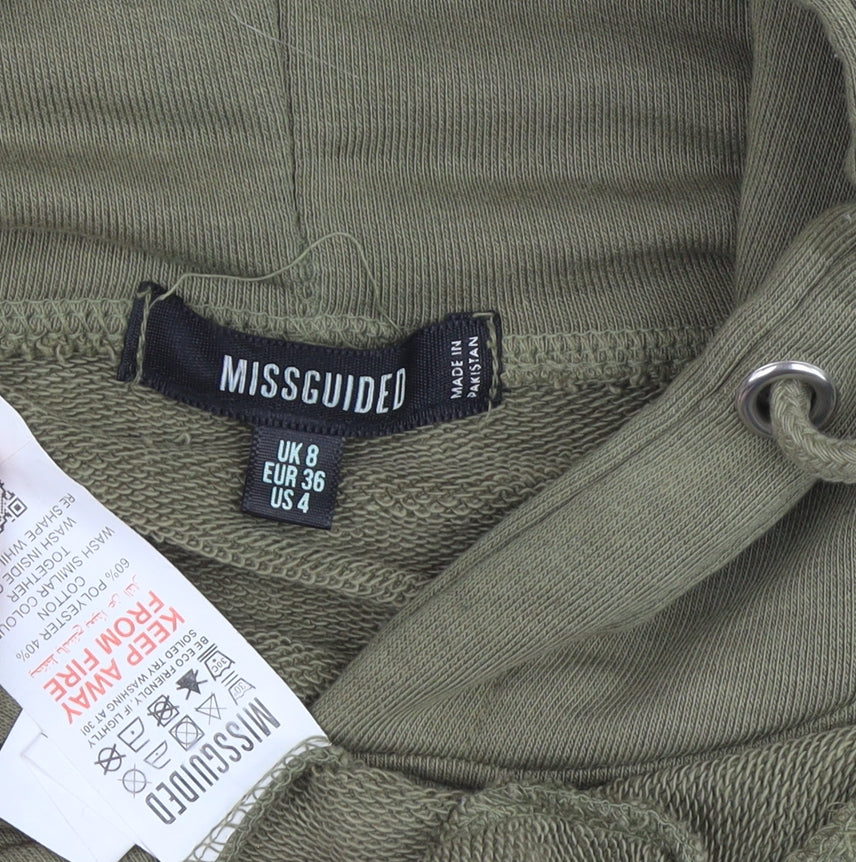 MISSGUIDED
MADE IN
PAKISTAN
UK 8
EUR 36
US 4
MISSGUIDED
30°C
30°
BE ECO FRIENDLY IF LIGHTLY
SOILED TRY WASHING AT 30!
KEEP AWAY
FROM FIRE
60% POLYESTER 40%
COTTON
WASH SIMILAR COLOU
TOGETHER
WASH INSIDE O
RE SHAPE WHI